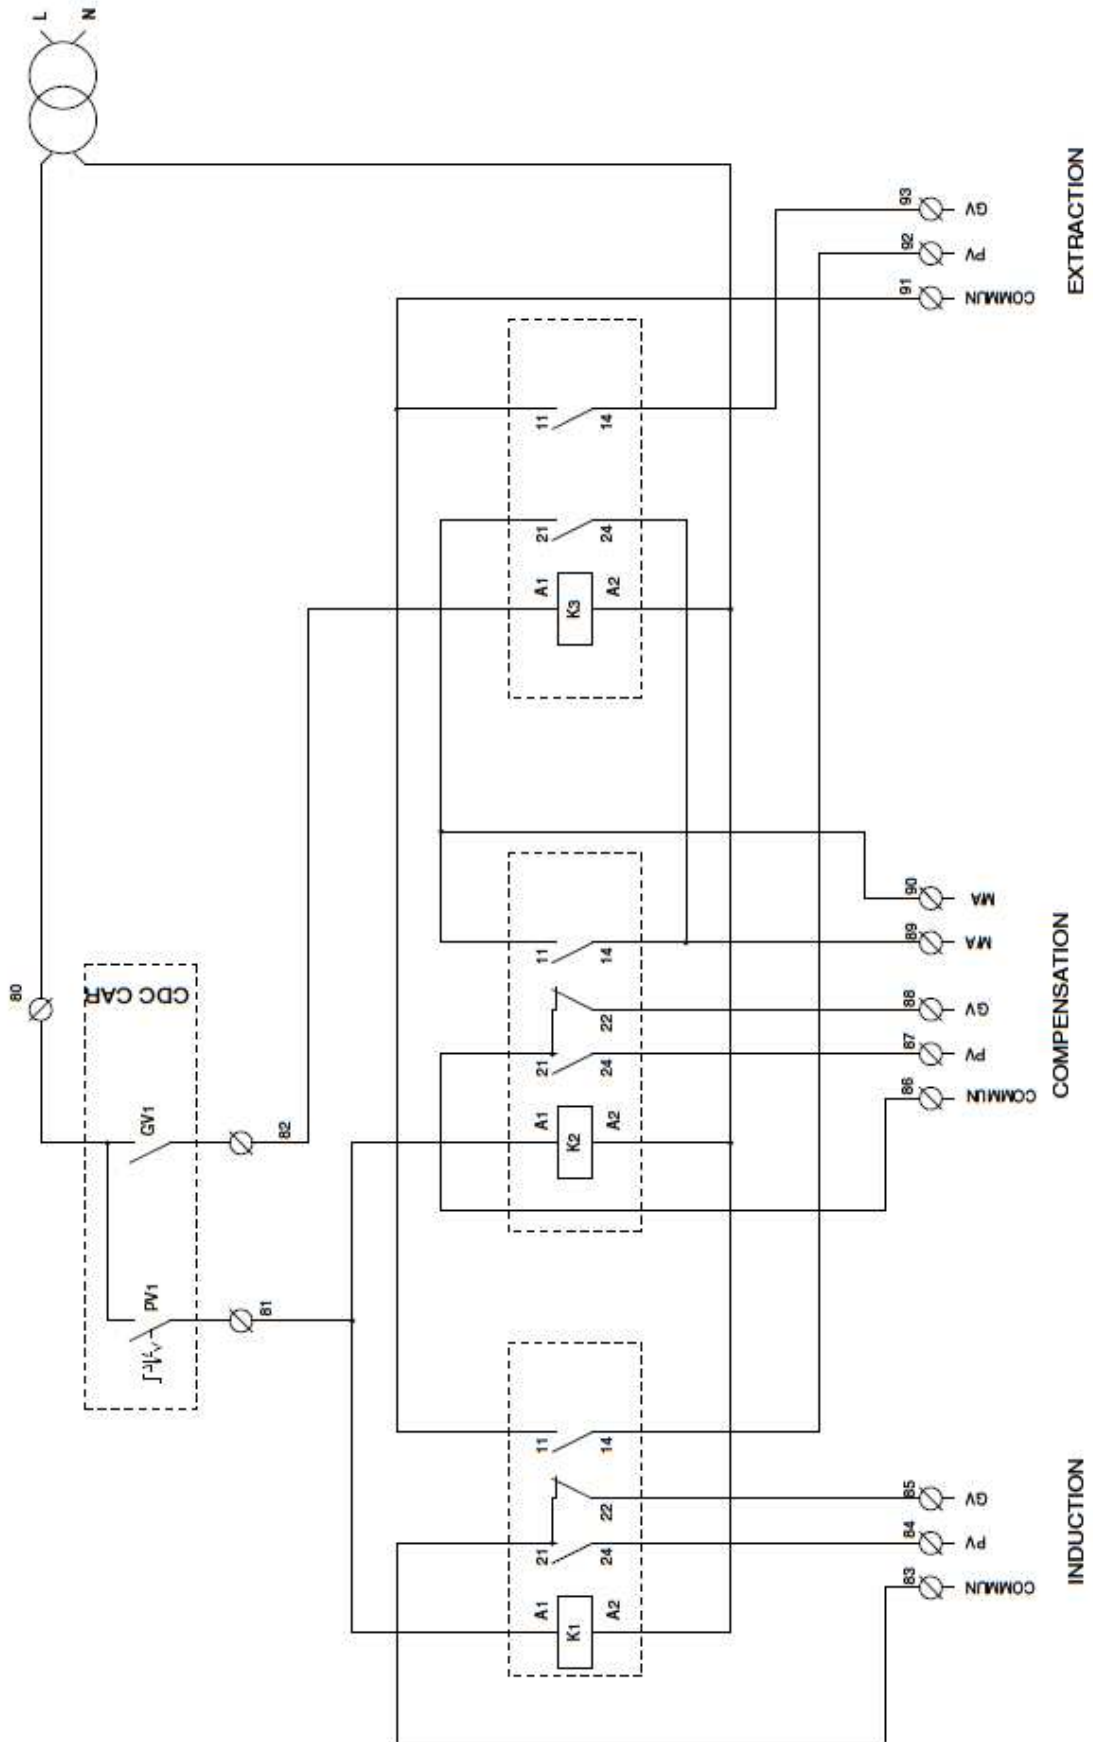 L
N
80
CDC CAR
GV1
PV1
82
81
11
14
21
24
A1
A2
K3
11
14
22
21
24
A1
A2
K2
11
14
22
21
24
A1
A2
K1
93
GV
92
PV
91
COMMUN
EXTRACTION
90
MA
89
MA
88
GV
87
PV
86
COMMUN
COMPENSATION
85
GV
84
PV
83
COMMUN
INDUCTION